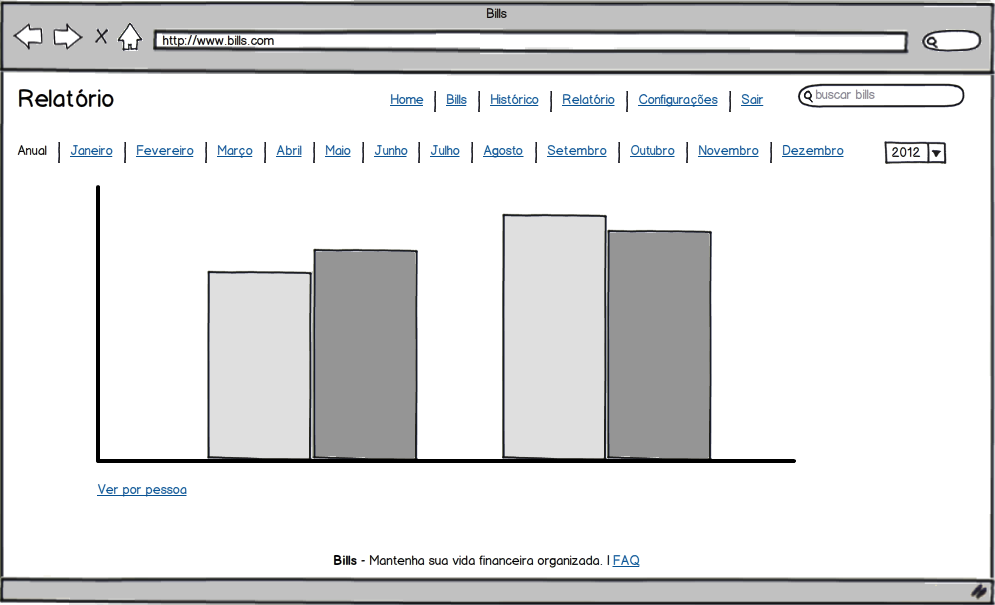 Bills
http://www.bills.com
Relatório
Home | Bills | Histórico | Relatório | Configurações | Sair
buscar bills
Anual | Janeiro | Fevereiro | Março | Abril | Maio | Junho | Julho | Agosto | Setembro | Outubro | Novembro | Dezembro
2012
Ver por pessoa
Bills - Mantenha sua vida financeira organizada. | FAQ